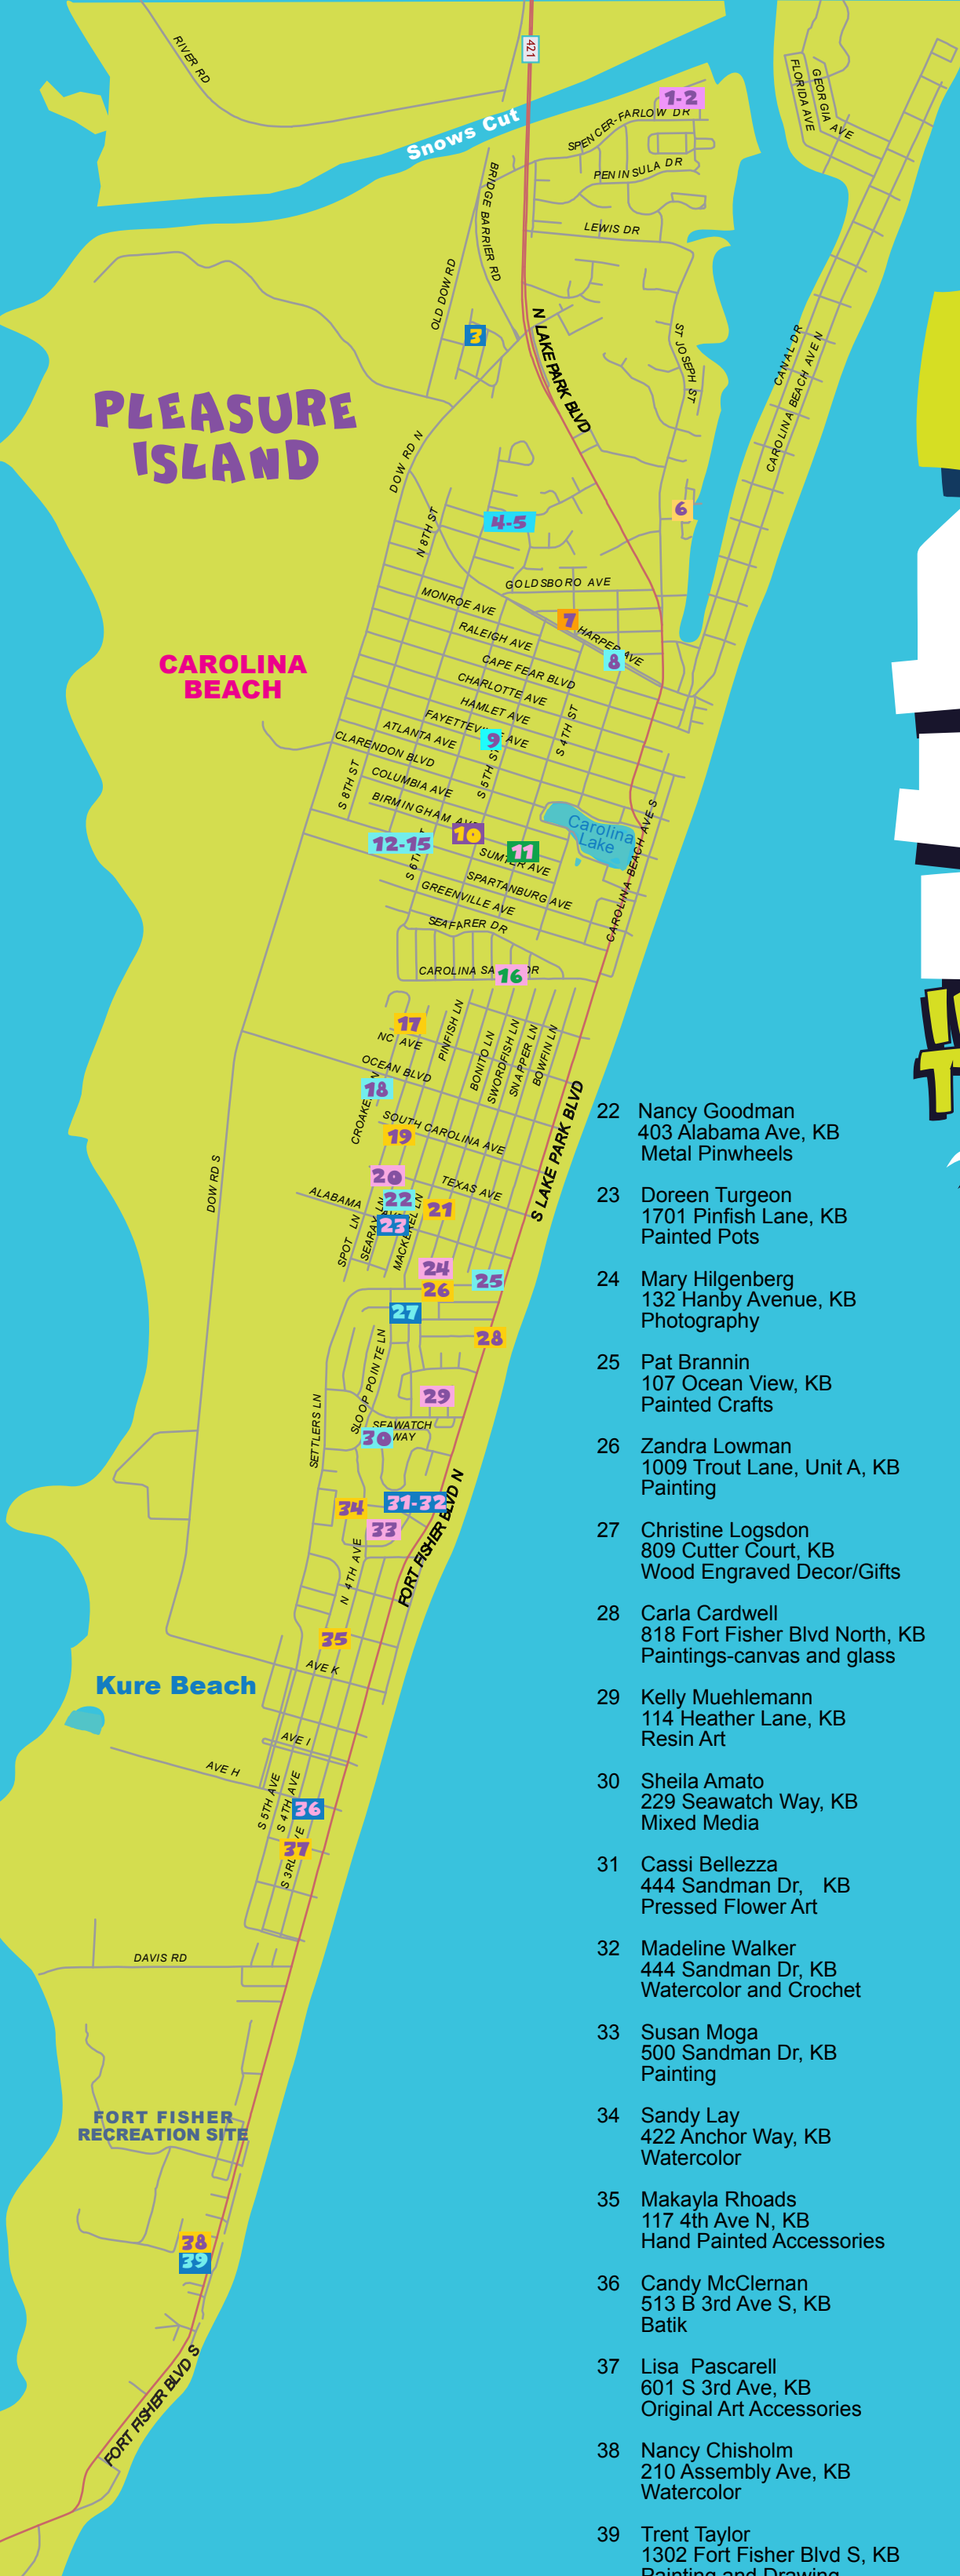 421
RIVER RD
Snows Cut
1-2
SPENCER-FARLOW DR
FLORIDA AVE
GEORGIA AVE
PENINSULA DR
BRIDGE BARRIER RD
LEWIS DR
OLD DOW RD
3
N LAKE PARK BLVD
ST JOSEPH ST
CANAL DR
CAROLINA BEACH AVE N
PLEASURE
ISLAND
DOW RD N
6
4-5
N 8TH ST
GOLDSBORO AVE
MONROE AVE
7
HARPER AVE
RALEIGH AVE
8
CAROLINA
BEACH
CAPE FEAR BLVD
CHARLOTTE AVE
HAMLET AVE
FAYETTEVILLE AVE
S 4TH ST
ATLANTA AVE
9
CLARENDON BLVD
S 5TH ST
COLUMBIA AVE
S 8TH ST
BIRMINGHAM AVE
Carolina
Lake
CAROLINA BEACH AVE S
10
12-15
11
S 6TH
SUMTER AVE
SPARTANBURG AVE
GREENVILLE AVE
SEAFARER DR
CAROLINA SA
DR
16
17
NC AVE
PINFISH LN
BONITO LN
SWORDFISH LN
SNAPPER LN
BOWFIN LN
OCEAN BLVD
18
CROAKE
N
SOUTH CAROLINA AVE
19
S LAKE PARK BLVD
DOW RD S
20
TEXAS AVE
ALABAMA
22
21
SPOT LN
SEARAY LN
MACKEREL LN
23
24
25
26
27
28
SLOOP POINTE LN
29
SETTLERS LN
SEAWATCH
WAY
30
FORT FISHER BLVD N
31-32
34
33
N 4TH AVE
35
AVE K
Kure Beach
AVE I
AVE H
S 5TH AVE
S 4TH AVE
36
37
S 3RD AVE
DAVIS RD
FORT FISHER
RECREATION SITE
38
39
FORT FISHER BLVD S
22 Nancy Goodman
403 Alabama Ave, KB
Metal Pinwheels
23 Doreen Turgeon
1701 Pinfish Lane, KB
Painted Pots
24 Mary Hilgenberg
132 Hanby Avenue, KB
Photography
25 Pat Brannin
107 Ocean View, KB
Painted Crafts
26 Zandra Lowman
1009 Trout Lane, Unit A, KB
Painting
27 Christine Logsdon
809 Cutter Court, KB
Wood Engraved Decor/Gifts
28 Carla Cardwell
818 Fort Fisher Blvd North, KB
Paintings-canvas and glass
29 Kelly Muehlemann
114 Heather Lane, KB
Resin Art
30 Sheila Amato
229 Seawatch Way, KB
Mixed Media
31 Cassi Bellezza
444 Sandman Dr, KB
Pressed Flower Art
32 Madeline Walker
444 Sandman Dr, KB
Watercolor and Crochet
33 Susan Moga
500 Sandman Dr, KB
Painting
34 Sandy Lay
422 Anchor Way, KB
Watercolor
35 Makayla Rhoads
117 4th Ave N, KB
Hand Painted Accessories
36 Candy McClernan
513 B 3rd Ave S, KB
Batik
37 Lisa Pascarell
601 S 3rd Ave, KB
Original Art Accessories
38 Nancy Chisholm
210 Assembly Ave, KB
Watercolor
39 Trent Taylor
1302 Fort Fisher Blvd S, KB
Painting and Drawing